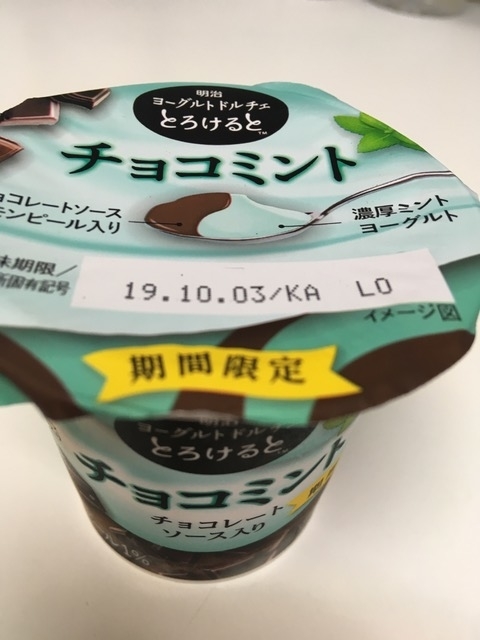 明治
ヨーグルトドルチェ
とろけると™
チョコミント
コレートソース
モンピール入り
濃厚ミント
ヨーグルト
味期限/
所固有記号
19.10.03/KA LO
イメージ図
期間限定
ヨーグルトドルチェ
とろけると
チョコミント
チョコレート
ソース入り